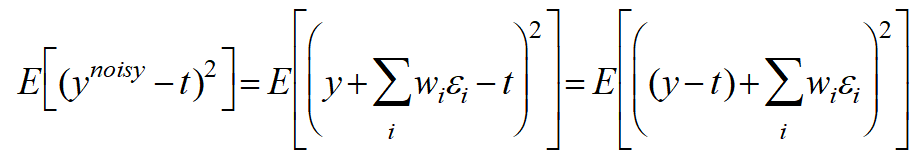 E[(y^{noisy} − t)^2] = E[(y + ∑_i w_i ε_i − t)^2] = E[((y − t) + ∑_i w_i ε_i)^2]